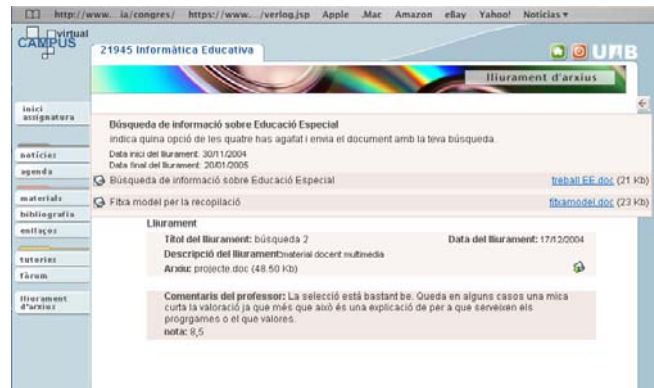 http://www. ia/congres/ https://www. ./verlog.jsp Apple .Mac Amazon eBay Yahoo! Noticias
virtual
CAMPUS
21945 Informàtica Educativa
UAB
lliurament d'arxius
inici
assignatura
notícies
agenda
materials
bibliografia
enllaços
tutories
fòrum
lliurament
d'arxius
Búsqueda de informació sobre Educació Especial
indica quina opció de les quatre has agafat i envia el document amb la teva búsqueda.
Data inici del lliurament: 30/11/2004
Data final del lliurament: 20/01/2005
Búsqueda de informació sobre Educació Especial treball EE.doc (21 Kb)
Fitxa model per la recopilació fitxamodel.doc (23 Kb)
Lliurament
Títol del lliurament: búsqueda 2 Data del lliurament: 17/12/2004
Descripció del lliurament:material docent multimedia
Arxiu: projecte.doc (48.50 Kb)
Comentaris del professor: La selecció está bastant be. Queda en alguns casos una mica
curta la valoració ja que més que això és una explicació de per a que serveixen els
progrgames o el que valores.
nota: 8,5